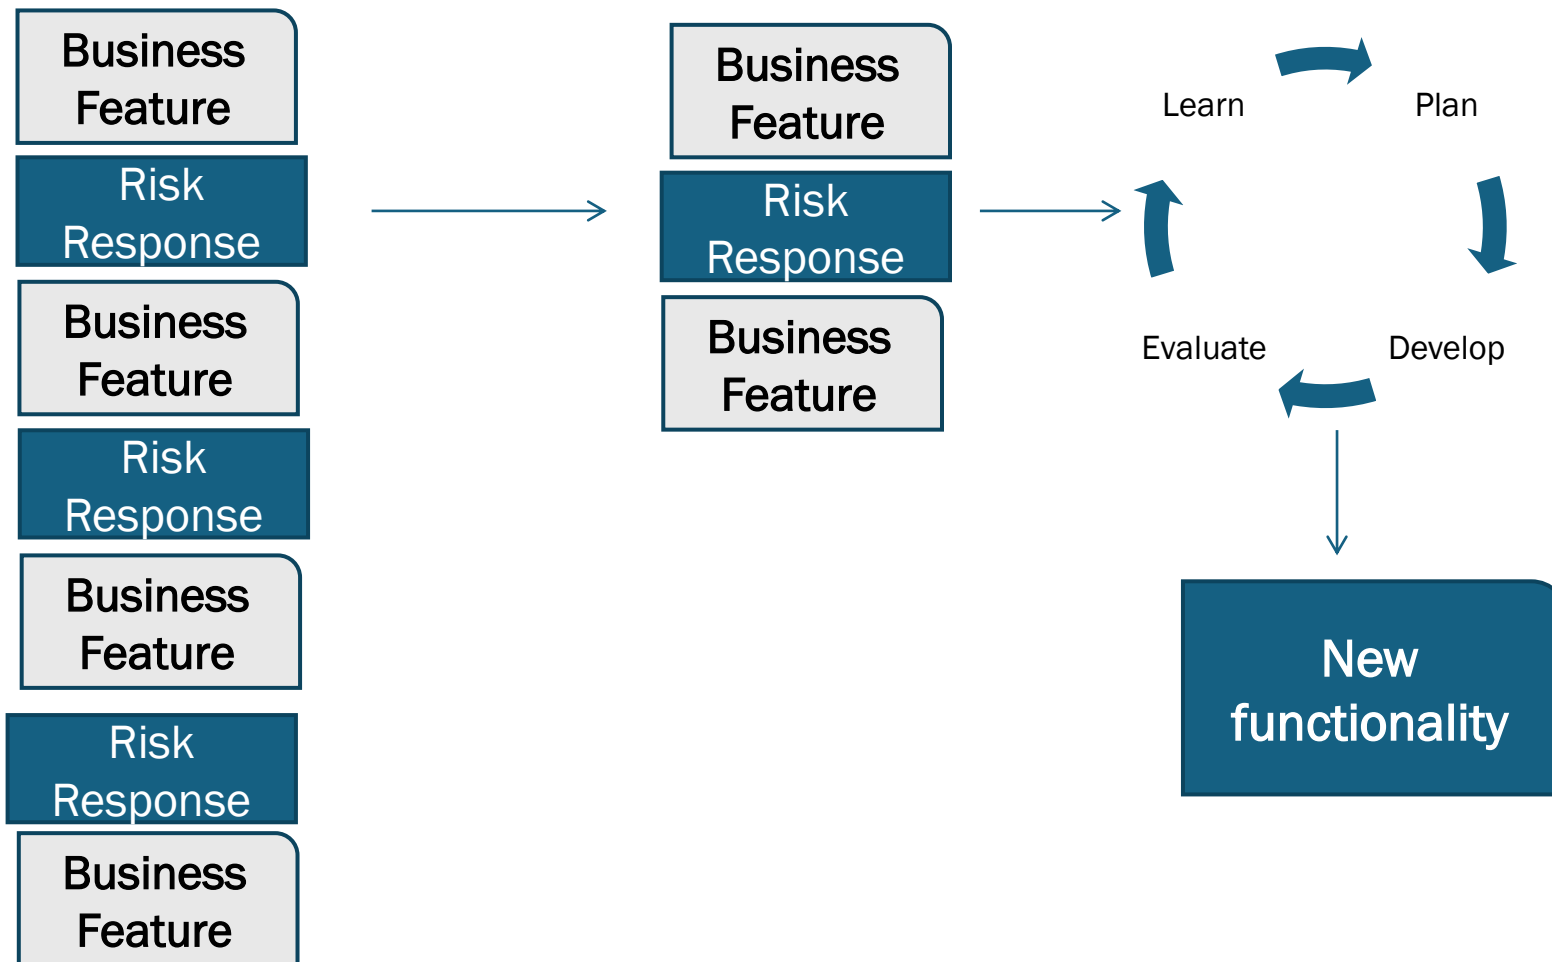 Business
Feature
Risk
Response
Business
Feature
Risk
Response
Business
Feature
Risk
Response
Business
Feature
Business
Feature
Risk
Response
Business
Feature
Learn
Plan
Evaluate
Develop
New
functionality